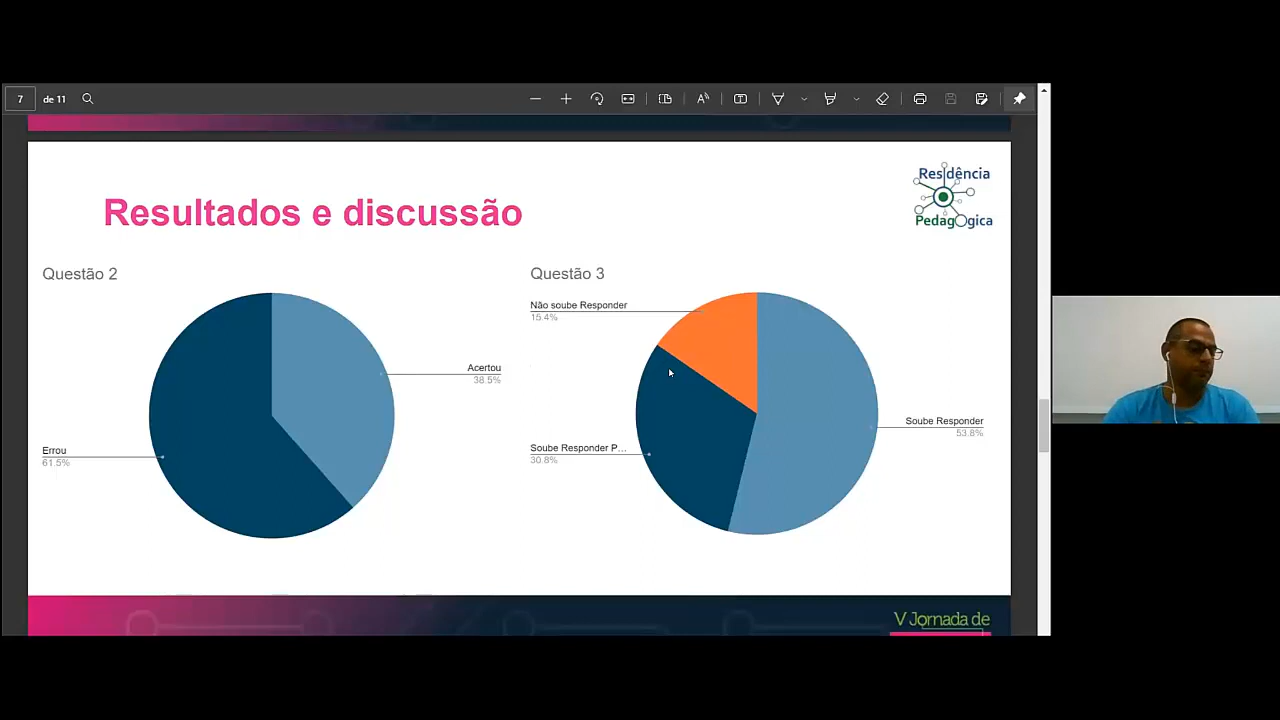 7 de 11
Residência
PedagOgica
Resultados e discussão
Questão 2
Acertou
38.5%
Errou
61.5%
Questão 3
Não soube Responder
15.4%
Soube Responder
53.8%
Soube Responder P...
30.8%
V Jornada de